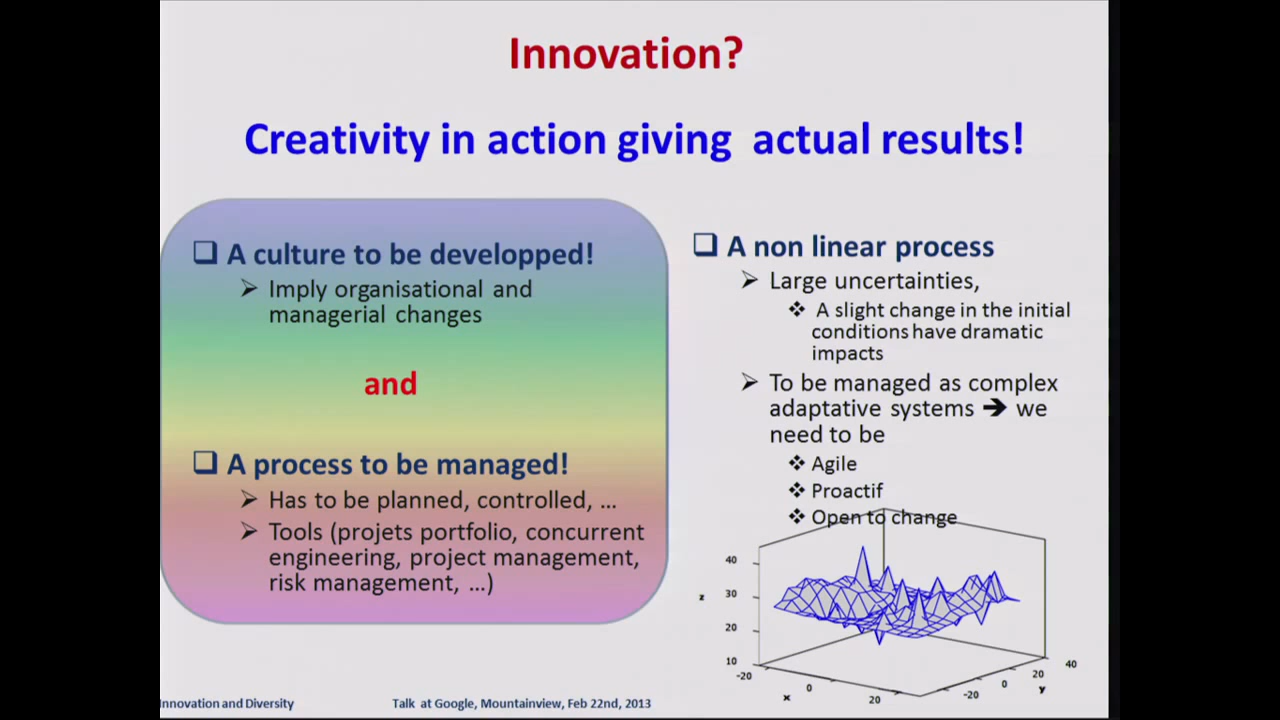 Innovation?
Creativity in action giving actual results!
❑ A culture to be developped!
➢ Imply organisational and
managerial changes
and
❑ A process to be managed!
➢ Has to be planned, controlled, …
➢ Tools (projets portfolio, concurrent
engineering, project management,
risk management, …)
❑ A non linear process
➢ Large uncertainties,
❖ A slight change in the initial
conditions have dramatic
impacts
➢ To be managed as complex
adaptative systems ➔ we
need to be
❖ Agile
❖ Proactif
❖ Open to change
40
30
z
20
10
-20
x
0
20
-20
0
y
40
Innovation and Diversity
Talk at Google, Mountainview, Feb 22nd, 2013